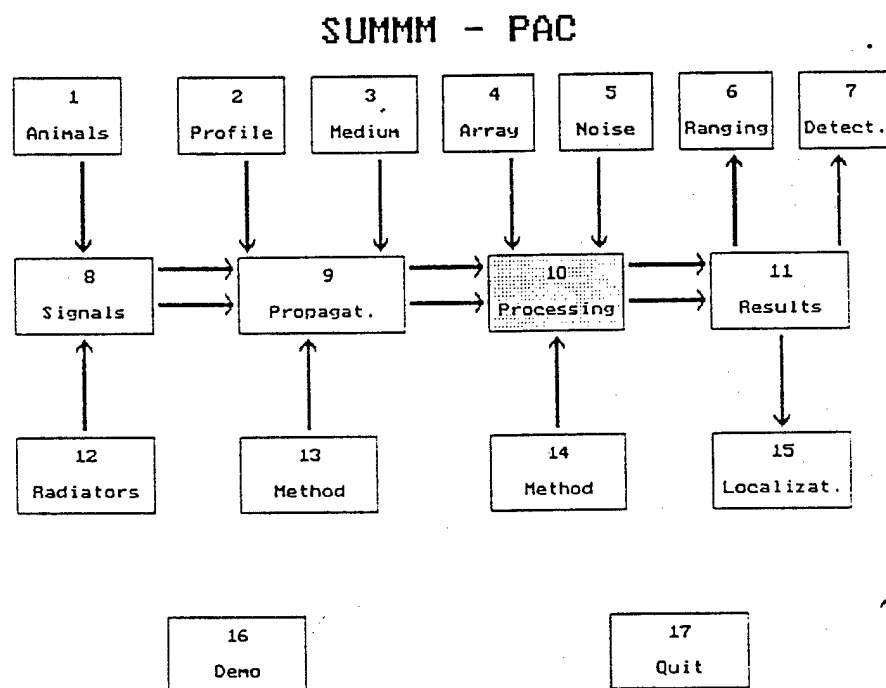 SUMMM - PAC
1
Animals
2
Profile
3
Medium
4
Array
5
Noise
6
Ranging
7
Detect.
8
Signals
9
Propagat.
10
Processing
11
Results
12
Radiators
13
Method
14
Method
15
Localizat.
16
Demo
17
Quit